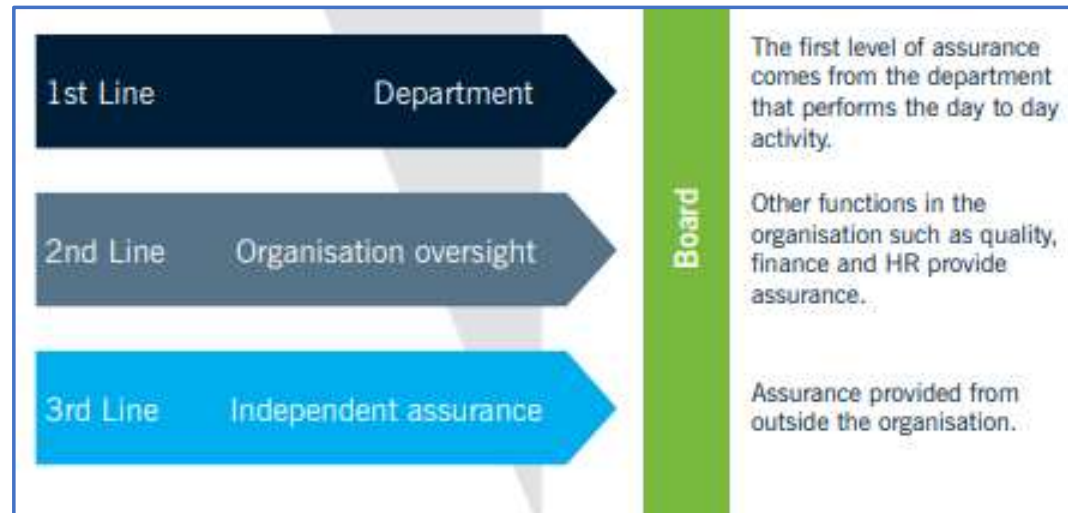 1st Line Department
2nd Line Organisation oversight
3rd Line Independent assurance
Board
The first level of assurance
comes from the department
that performs the day to day
activity.
Other functions in the
organisation such as quality,
finance and HR provide
assurance.
Assurance provided from
outside the organisation.